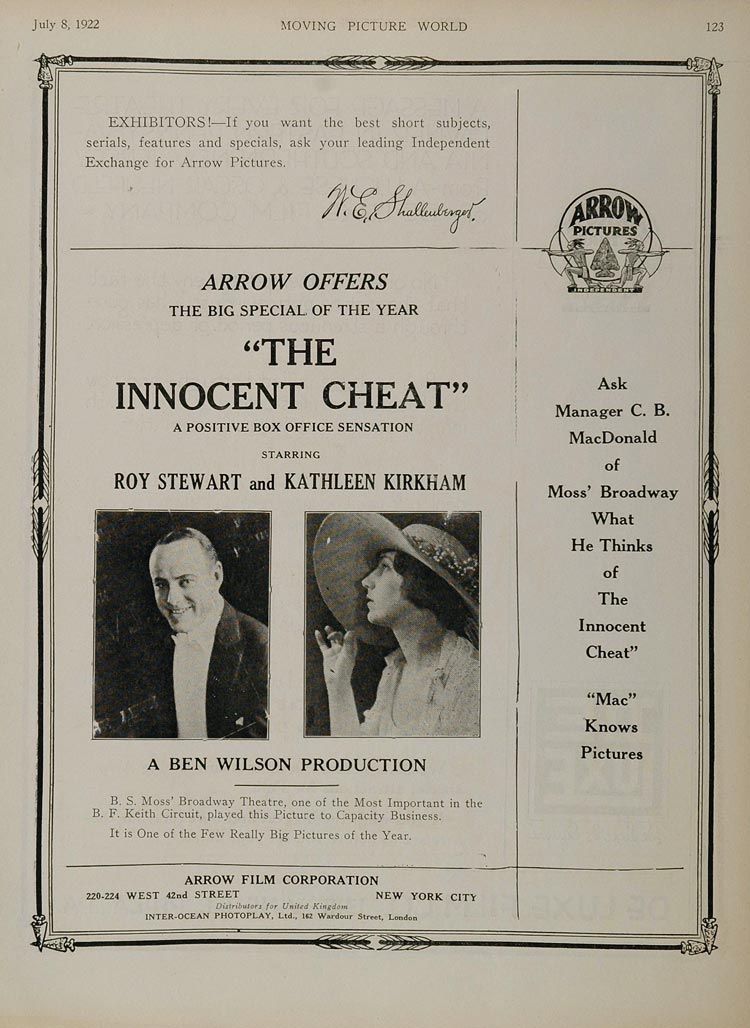 July 8, 1922
MOVING PICTURE WORLD
123
EXHIBITORS!—If you want the best short subjects,
serials, features and specials, ask your leading Independent
Exchange for Arrow Pictures.
W. E. Shallenberger.
ARROW
PICTURES
INDEPENDENT
ARROW OFFERS
THE BIG SPECIAL OF THE YEAR
“THE
INNOCENT CHEAT”
A POSITIVE BOX OFFICE SENSATION
STARRING
ROY STEWART and KATHLEEN KIRKHAM
A BEN WILSON PRODUCTION
B. S. Moss’ Broadway Theatre, one of the Most Important in the
B. F. Keith Circuit, played this Picture to Capacity Business.
It is One of the Few Really Big Pictures of the Year.
Ask
Manager C. B.
MacDonald
of
Moss’ Broadway
What
He Thinks
of
The
Innocent
Cheat”
“Mac”
Knows
Pictures
ARROW FILM CORPORATION
220-224 WEST 42nd STREET NEW YORK CITY
Distributors for United Kingdom
INTER-OCEAN PHOTOPLAY, Ltd., 162 Wardour Street, London